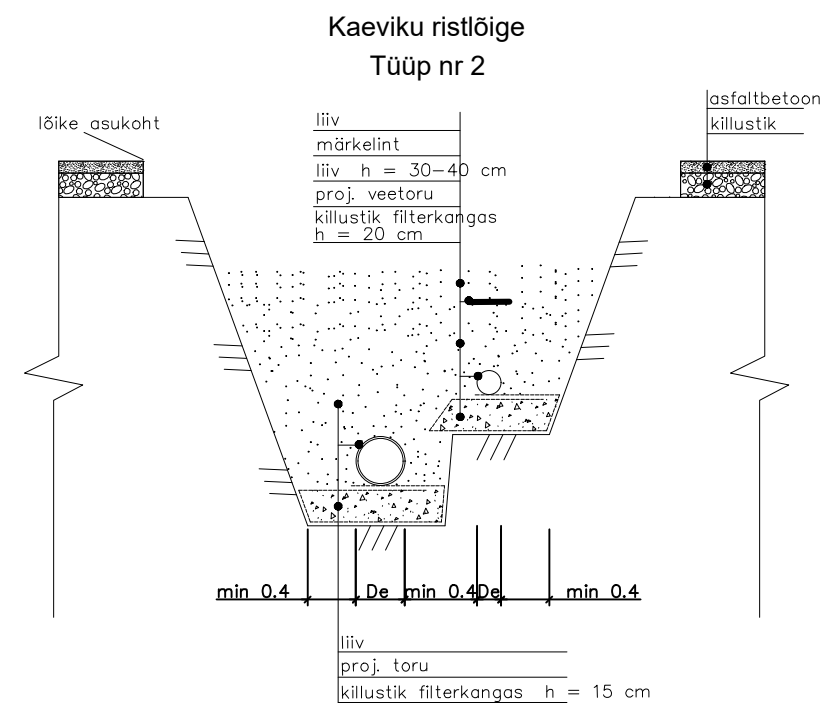 Kaeviku ristlõige
Tüüp nr 2
asfaltbetoon
killustik
lõike asukoht
liiv
märkelint
liiv h = 30-40 cm
proj. veetoru
killustik filterkangas
h = 20 cm
min 0.4 De min 0.4 De min 0.4
liiv
proj. toru
killustik filterkangas h = 15 cm